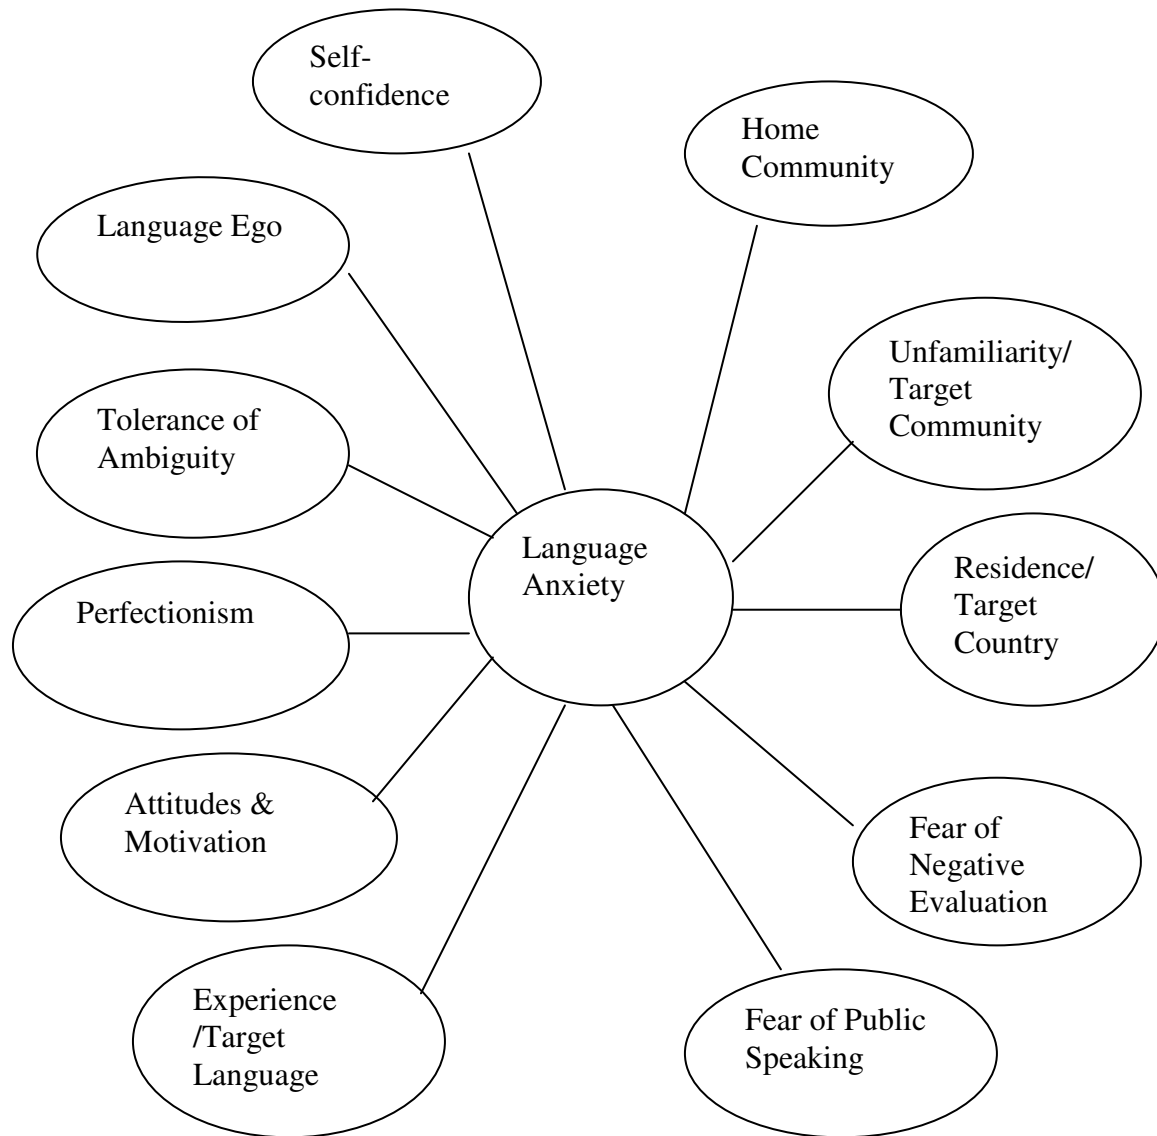 Self-
confidence
Home
Community
Language Ego
Unfamiliarity/
Target
Community
Tolerance of
Ambiguity
Language
Anxiety
Residence/
Target
Country
Perfectionism
Attitudes &
Motivation
Fear of
Negative
Evaluation
Experience
/Target
Language
Fear of Public
Speaking